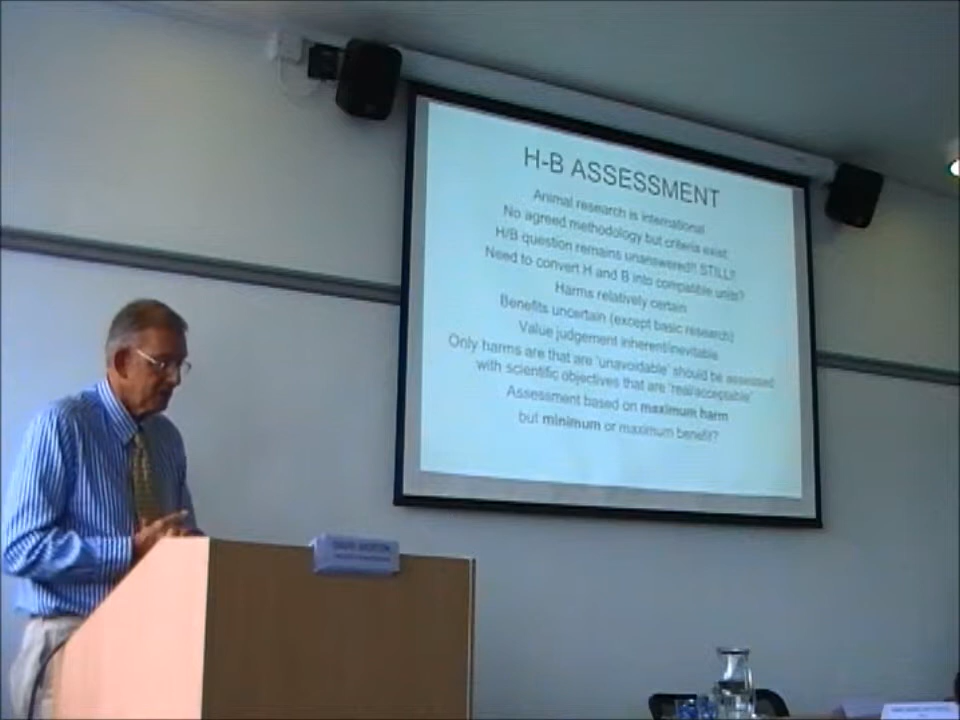 H-B ASSESSMENT
Animal research is international
No agreed methodology but criteria exist
H/B question remains unanswered!! STILL!!
Need to convert H and B into compatible units?
Harms relatively certain
Benefits uncertain (except basic research)
Value judgement inherent/inevitable
Only harms are that are 'unavoidable' should be assessed
with scientific objectives that are 'real/acceptable'
Assessment based on maximum harm
but minimum or maximum benefit?